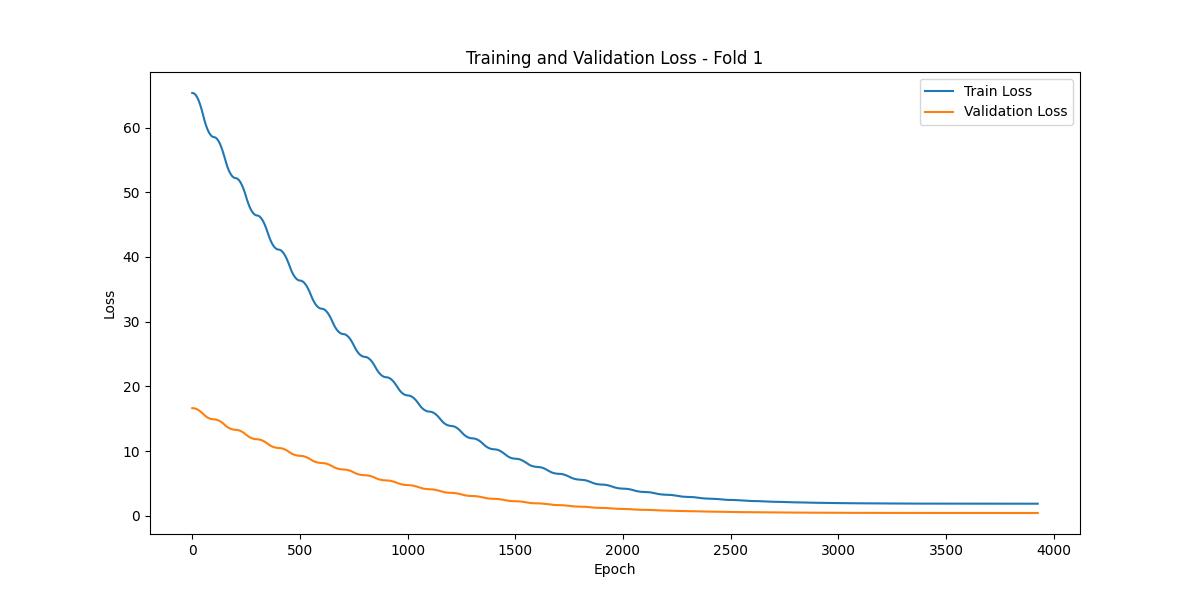 Training and Validation Loss - Fold 1
Train Loss
Validation Loss
Loss
60
50
40
30
20
10
0
0 500 1000 1500 2000 2500 3000 3500 4000
Epoch